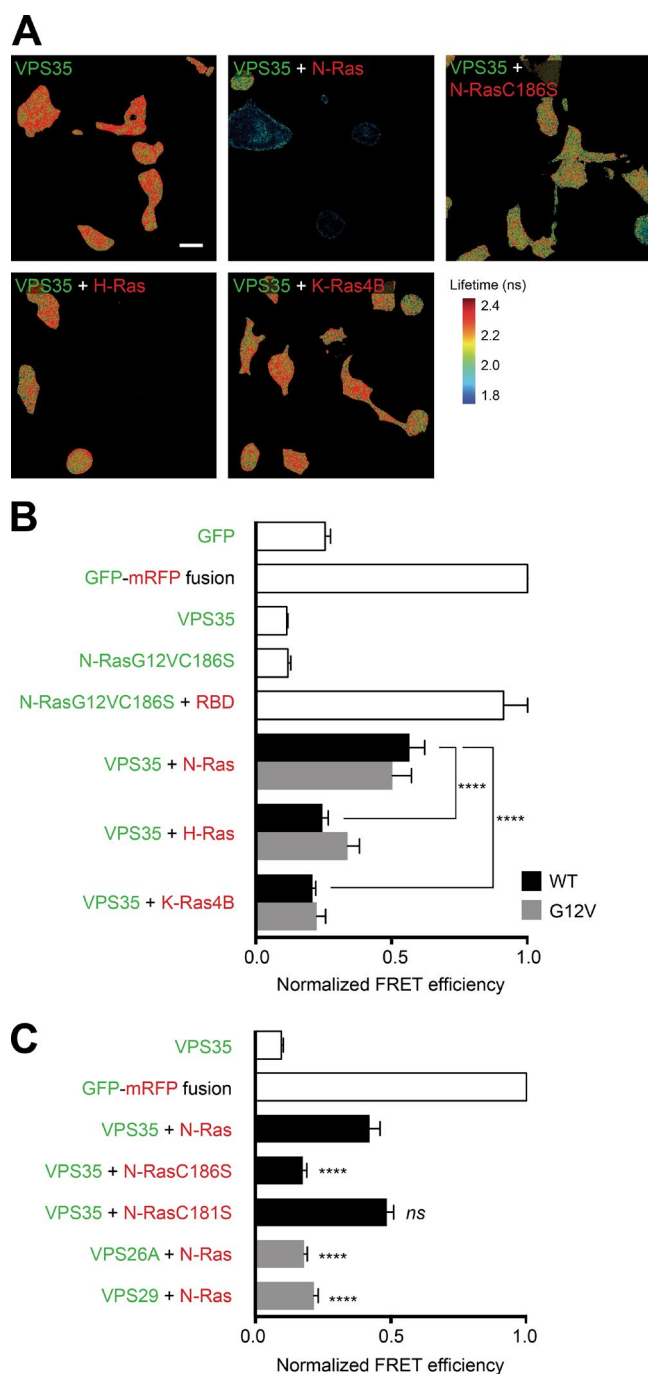 A
VPS35
VPS35 + N-Ras
VPS35 +
N-RasC186S
VPS35 + H-Ras
VPS35 + K-Ras4B
Lifetime (ns)
2.4
2.2
2.0
1.8
B
GFP
GFP-mRFP fusion
VPS35
N-RasG12VC186S
N-RasG12VC186S + RBD
VPS35 + N-Ras
****
VPS35 + H-Ras
****
VPS35 + K-Ras4B
WT
G12V
0.0
0.5
1.0
Normalized FRET efficiency
C
VPS35
GFP-mRFP fusion
VPS35 + N-Ras
VPS35 + N-RasC186S
****
VPS35 + N-RasC181S
ns
VPS26A + N-Ras
****
VPS29 + N-Ras
****
0.0
0.5
1.0
Normalized FRET efficiency